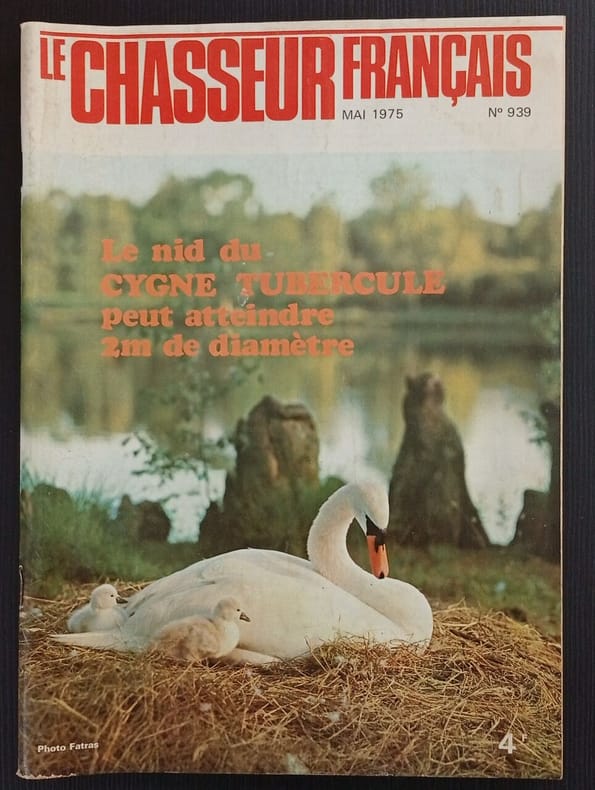 LE CHASSEUR FRANÇAIS
MAI 1975 Nº 939
Le nid du
CYGNE TUBERCULE
peut atteindre
2m de diamètre
Photo Fatras
4F